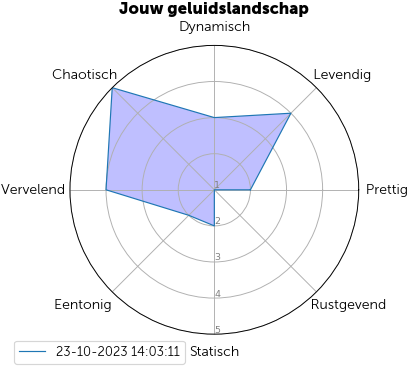 Jouw geluidslandschap
Dynamisch
Chaotisch
Levendig
Vervelend
1
Prettig
2
3
4
Eentonig
Rustgevend
5
23-10-2023 14:03:11
Statisch